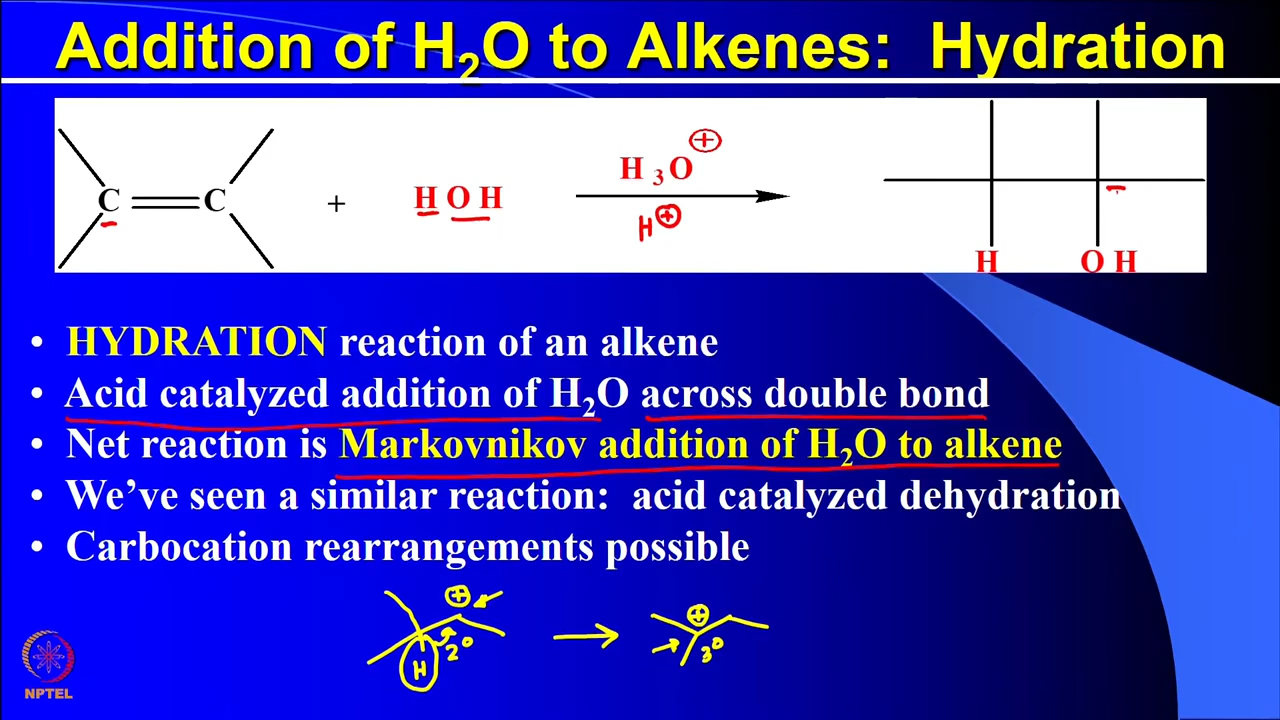 Addition of H₂O to Alkenes: Hydration
C C + H O H H ₃O ⊕
H ⊕
H O H
• HYDRATION reaction of an alkene
• Acid catalyzed addition of H₂O across double bond
• Net reaction is Markovnikov addition of H₂O to alkene
• We’ve seen a similar reaction: acid catalyzed dehydration
• Carbocation rearrangements possible
⊕ ⊕
2° 3°
H
NPTEL